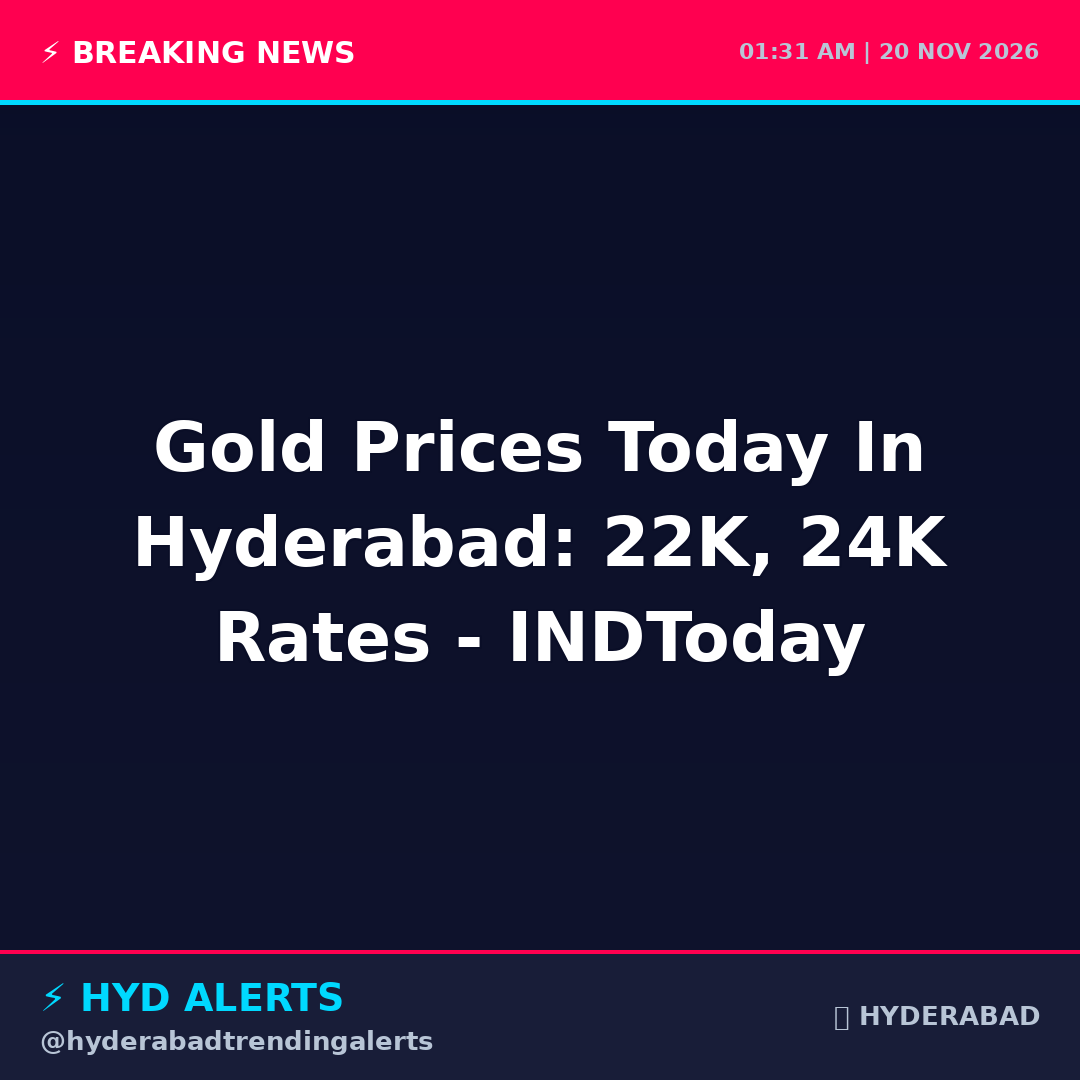 ⚡ BREAKING NEWS
01:31 AM | 20 NOV 2026
Gold Prices Today In
Hyderabad: 22K, 24K
Rates - INDToday
⚡ HYD ALERTS
@hyderabadtrendingalerts
HYDERABAD